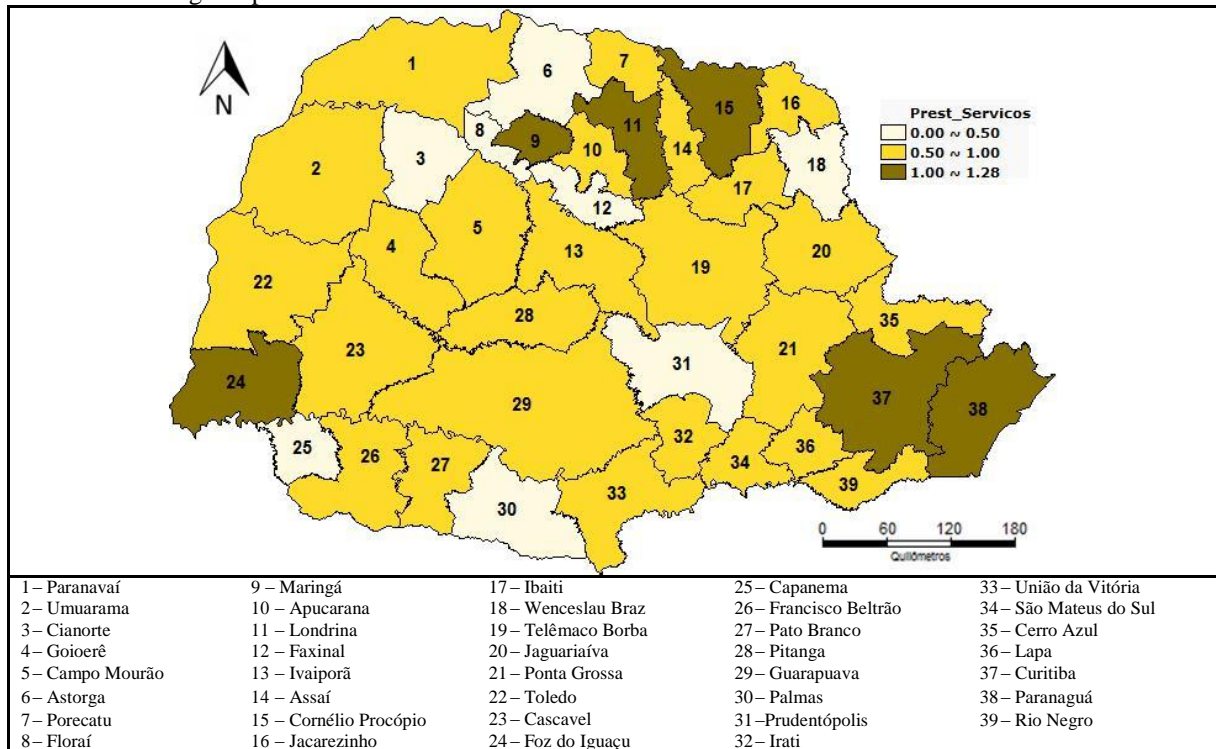 N
1
6
7
15
16
8
9
11
10
14
2
3
18
17
12
4
5
13
19
20
22
28
23
21
35
31
24
29
37
38
25
26
27
32
36
34
39
30
33
Prest_Servicos
0.00 ~ 0.50
0.50 ~ 1.00
1.00 ~ 1.28
0 60 120 180
Quilômetros
1 – Paranavaí 9 – Maringá 17 – Ibaiti 25 – Capanema 33 – União da Vitória
2 – Umuarama 10 – Apucarana 18 – Wenceslau Braz 26 – Francisco Beltrão 34 – São Mateus do Sul
3 – Cianorte 11 – Londrina 19 – Telêmaco Borba 27 – Pato Branco 35 – Cerro Azul
4 – Goioerê 12 – Faxinal 20 – Jaguariaíva 28 – Pitanga 36 – Lapa
5 – Campo Mourão 13 – Ivaiporã 21 – Ponta Grossa 29 – Guarapuava 37 – Curitiba
6 – Astorga 14 – Assaí 22 – Toledo 30 – Palmas 38 – Paranaguá
7 – Porecatu 15 – Cornélio Procópio 23 – Cascavel 31 –Prudentópolis 39 – Rio Negro
8 – Floraí 16 – Jacarezinho 24 – Foz do Iguaçu 32 – Irati